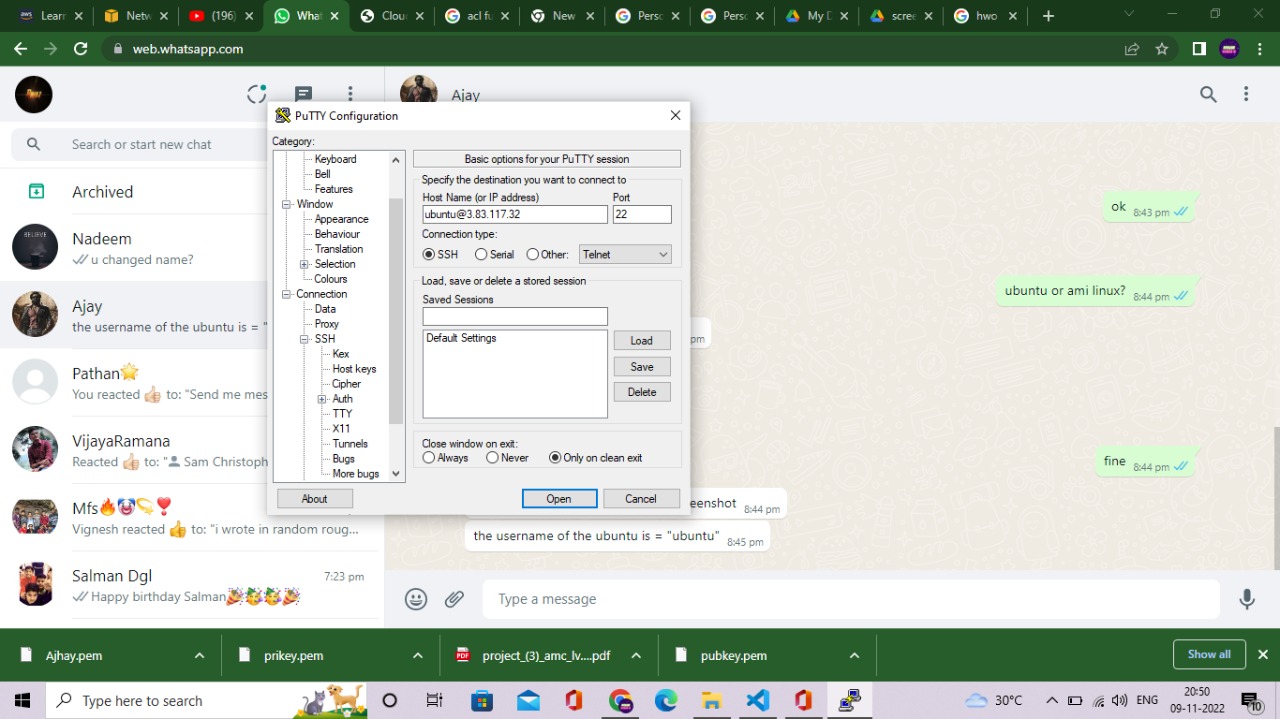 Learn
Netw
(196)
What
Clou
acl fu
New
Perso
Perso
My D
scree
hwo
web.whatsapp.com
Ajay
Search or start new chat
Archived
Nadeem
u changed name?
Ajay
the username of the ubuntu is = "
Pathan🌟
You reacted 👍🏻 to: "Send me mes
VijayaRamana
Reacted 👍🏻 to: "👤 Sam Christoph
Mfs🔥🤡💫❣️
Vignesh reacted 👍 to: "i wrote in random roug...
Salman Dgl
7:23 pm
Happy birthday Salman🎉🥳🥳🎉
PuTTY Configuration
Category:
Keyboard
Bell
Features
Window
Appearance
Behaviour
Translation
Selection
Colours
Connection
Data
Proxy
SSH
Kex
Host keys
Cipher
Auth
TTY
X11
Tunnels
Bugs
More bugs
Basic options for your PuTTY session
Specify the destination you want to connect to
Host Name (or IP address)
Port
ubuntu@3.83.117.32
22
Connection type:
SSH
Serial
Other:
Telnet
Load, save or delete a stored session
Saved Sessions
Default Settings
Load
Save
Delete
Close window on exit:
Always
Never
Only on clean exit
About
Open
Cancel
ok
8:43 pm
ubuntu or ami linux?
8:44 pm
pm
fine
8:44 pm
eenshot
8:44 pm
the username of the ubuntu is = "ubuntu"
8:45 pm
Type a message
Ajhay.pem
prikey.pem
PDF
project_(3)_amc_lv....pdf
pubkey.pem
Show all
Type here to search
30°C
ENG
20:50
09-11-2022
10